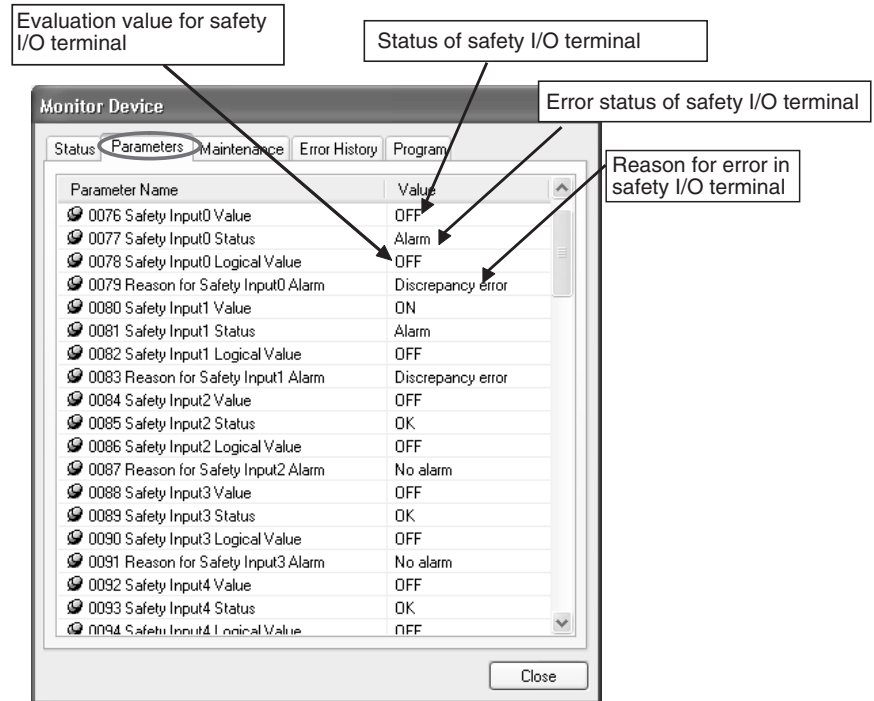 Evaluation value for safety
I/O terminal
Status of safety I/O terminal
Error status of safety I/O terminal
Reason for error in
safety I/O terminal
Monitor Device
Status Parameters Maintenance Error History Program
Parameter Name Value
0076 Safety Input0 Value OFF
0077 Safety Input0 Status Alarm
0078 Safety Input0 Logical Value OFF
0079 Reason for Safety Input0 Alarm Discrepancy error
0080 Safety Input1 Value ON
0081 Safety Input1 Status Alarm
0082 Safety Input1 Logical Value OFF
0083 Reason for Safety Input1 Alarm Discrepancy error
0084 Safety Input2 Value OFF
0085 Safety Input2 Status OK
0086 Safety Input2 Logical Value OFF
0087 Reason for Safety Input2 Alarm No alarm
0088 Safety Input3 Value OFF
0089 Safety Input3 Status OK
0090 Safety Input3 Logical Value OFF
0091 Reason for Safety Input3 Alarm No alarm
0092 Safety Input4 Value OFF
0093 Safety Input4 Status OK
0094 Safety Input4 Logical Value OFF
Close